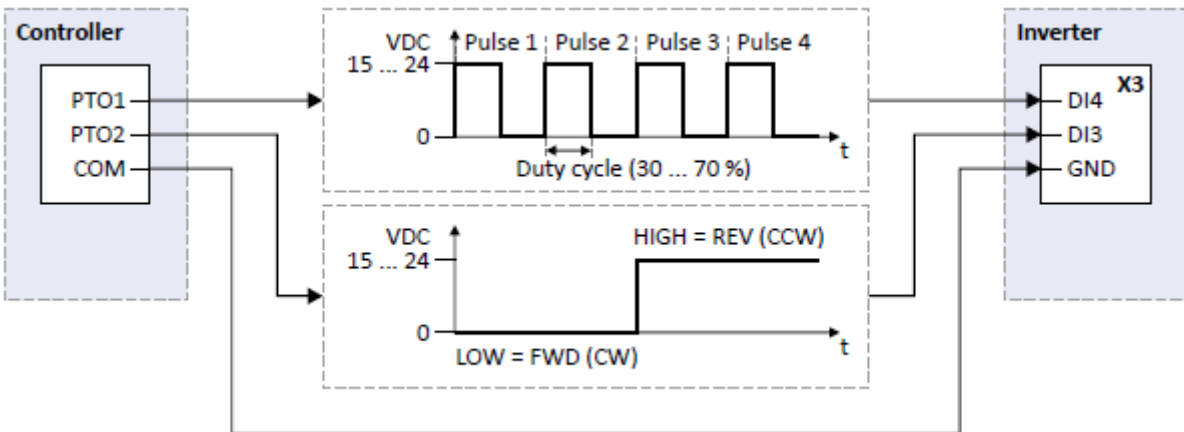 Controller
PTO1
PTO2
COM
VDC
Pulse 1 Pulse 2 Pulse 3 Pulse 4
15 ... 24
0
t
Duty cycle (30 ... 70 %)
VDC
HIGH = REV (CCW)
15 ... 24
0
t
LOW = FWD (CW)
Inverter
X3
DI4
DI3
GND